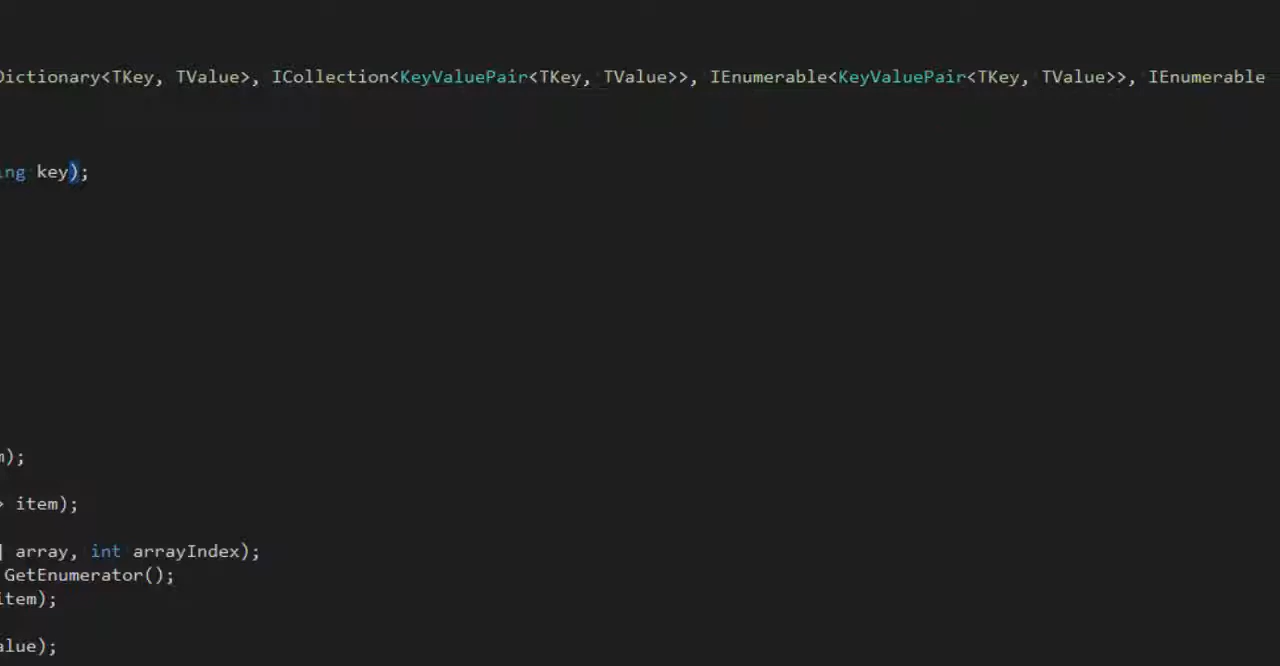 Dictionary<TKey, TValue>, ICollection<KeyValuePair<TKey, TValue>>, IEnumerable<KeyValuePair<TKey, TValue>>, IEnumerable
ing key);
m);
> item);
] array, int arrayIndex);
GetEnumerator();
item);
alue);